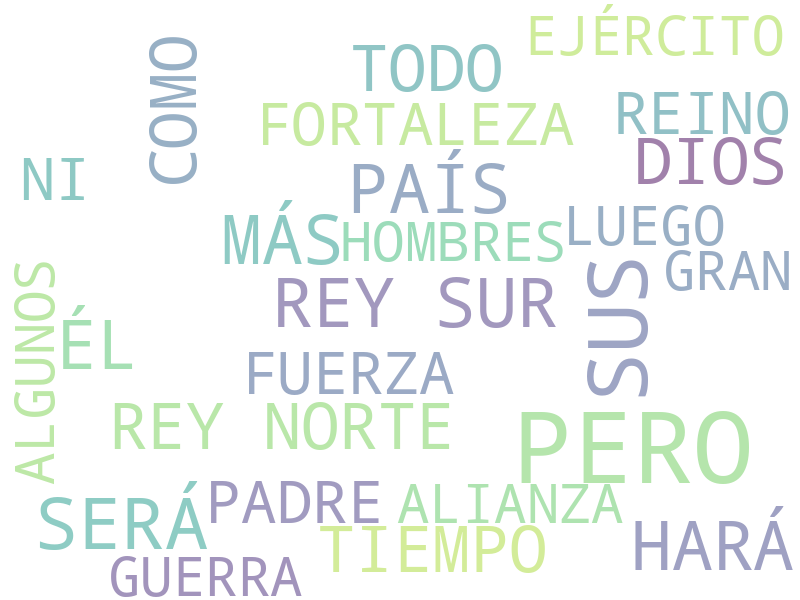 EJÉRCITO
TODO
COMO
REINO
FORTALEZA
DIOS
NI
PAÍS
LUEGO
MÁS
HOMBRES
GRAN
SUS
REY SUR
ALGUNOS
ÉL
FUERZA
REY NORTE
PERO
PADRE
ALIANZA
SERÁ
TIEMPO
HARÁ
GUERRA